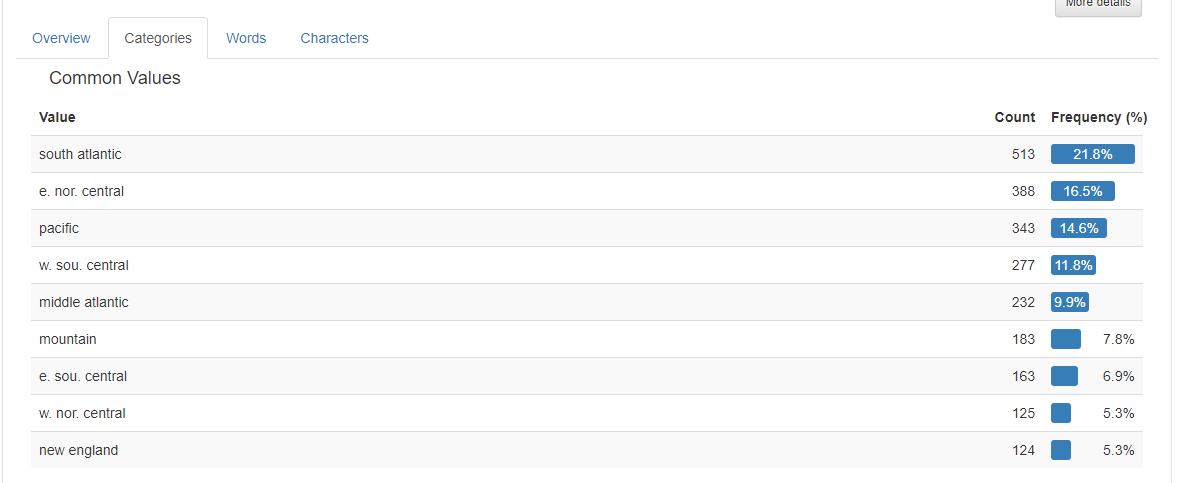 More details
Overview Categories Words Characters
Common Values
Value Count Frequency (%)
south atlantic 513 21.8%
e. nor. central 388 16.5%
pacific 343 14.6%
w. sou. central 277 11.8%
middle atlantic 232 9.9%
mountain 183 7.8%
e. sou. central 163 6.9%
w. nor. central 125 5.3%
new england 124 5.3%